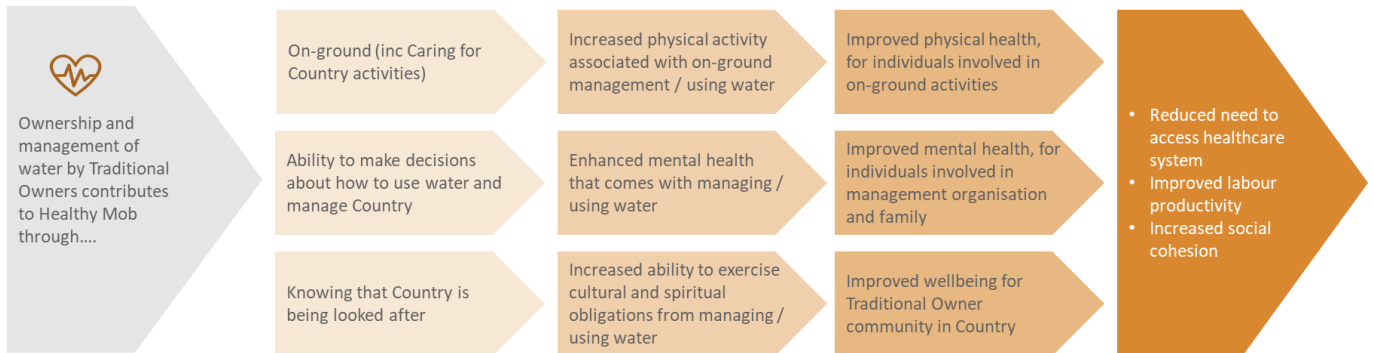 Ownership and
management of
water by Traditional
Owners contributes
to Healthy Mob
through....
On-ground (inc Caring for
Country activities)
Increased physical activity
associated with on-ground
management / using water
Improved physical health,
for individuals involved in
on-ground activities
Ability to make decisions
about how to use water and
manage Country
Enhanced mental health
that comes with managing /
using water
Improved mental health, for
individuals involved in
management organisation
and family
Knowing that Country is
being looked after
Increased ability to exercise
cultural and spiritual
obligations from managing /
using water
Improved wellbeing for
Traditional Owner
community in Country
• Reduced need to
access healthcare
system
• Improved labour
productivity
• Increased social
cohesion